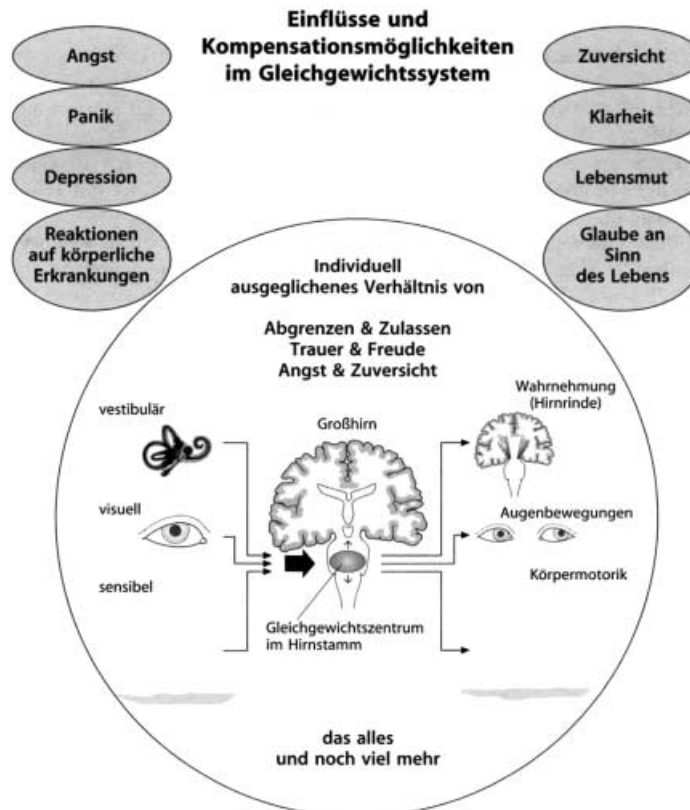 Einflüsse und
Kompensationsmöglichkeiten
im Gleichgewichtssystem
Angst
Panik
Depression
Reaktionen
auf körperliche
Erkrankungen
Zuversicht
Klarheit
Lebensmut
Glaube an
Sinn
des Lebens
Individuell
ausgeglichenes Verhältnis von
Abgrenzen & Zulassen
Trauer & Freude
Angst & Zuversicht
vestibulär
visuell
sensibel
Großhirn
Gleichgewichtszentrum
im Hirnstamm
Wahrnehmung
(Hirnrinde)
Augenbewegungen
Körpermotorik
das alles
und noch viel mehr